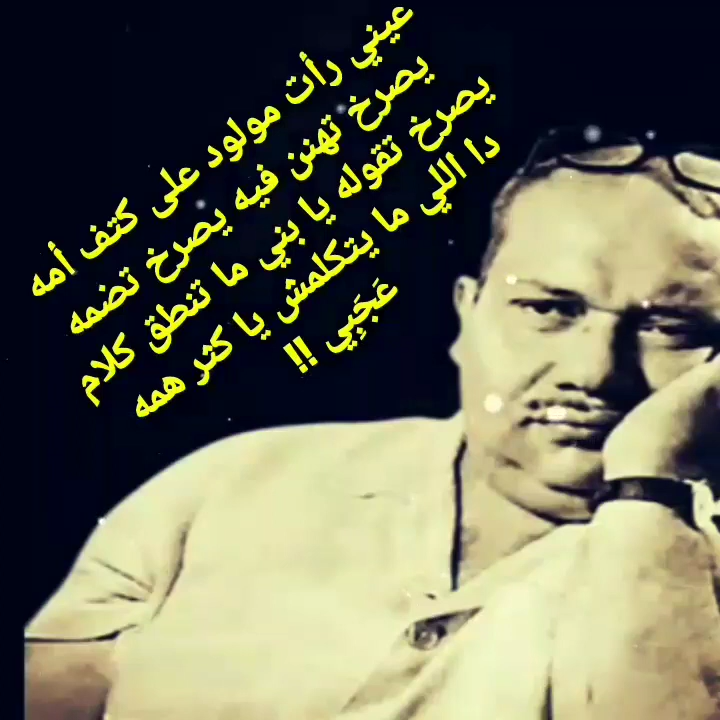 عيني رأت مولود على كتف أمه
يصرخ تهنن فيه يصرخ تضمه
يصرخ تقوله يا بني ما تنطق كلام
دا اللي ما يتكلمش يا كثر همه
عَجَبِي !!